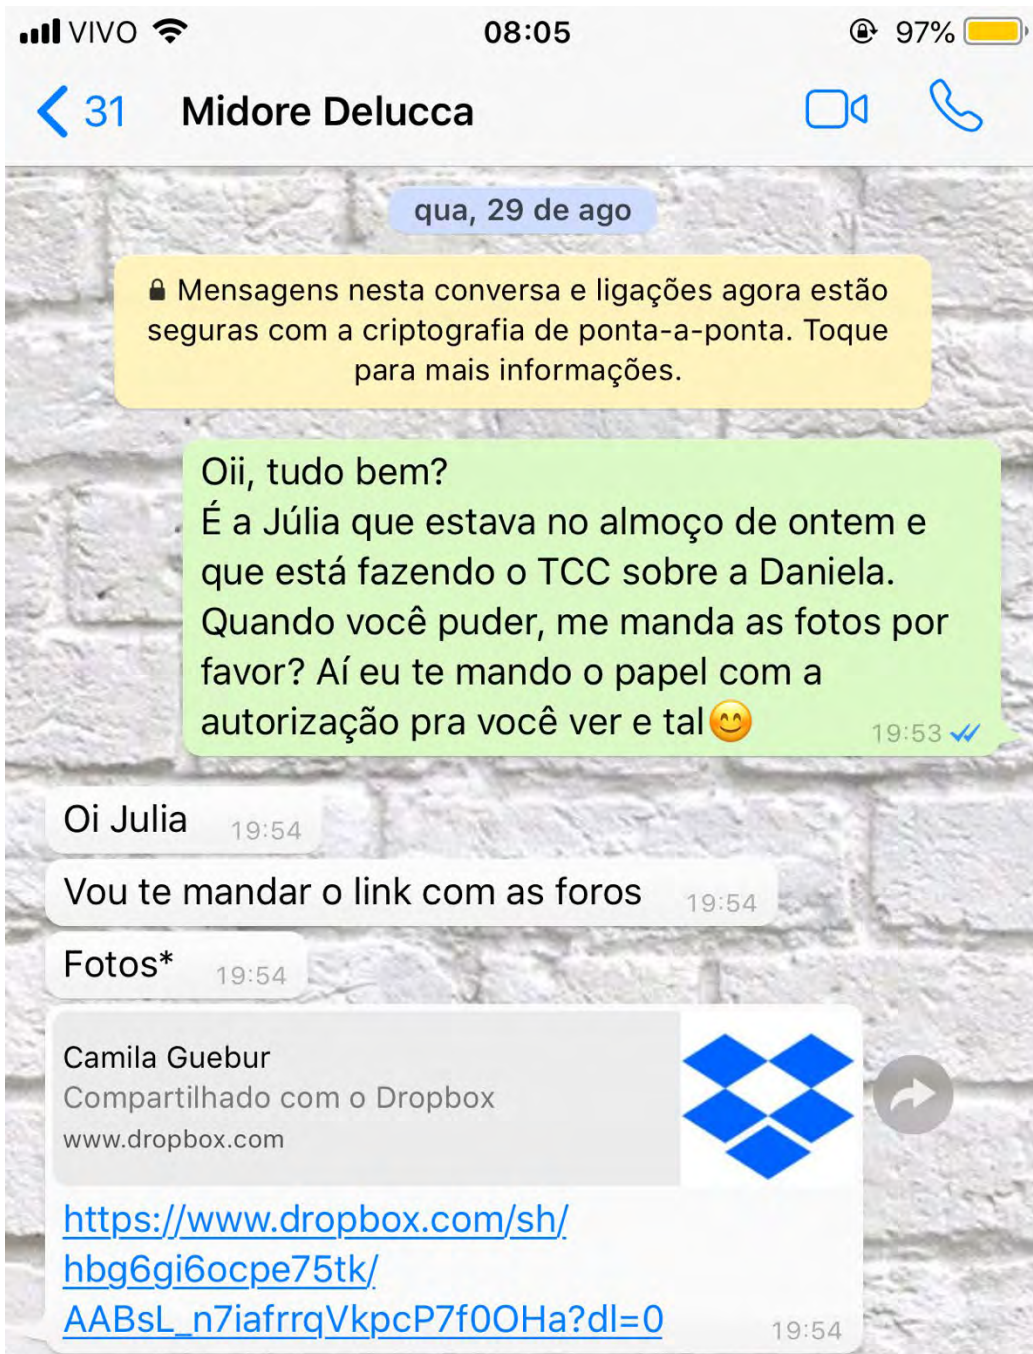 VIVO 08:05 97%
31 Midore Delucca
qua, 29 de ago
Mensagens nesta conversa e ligações agora estão
seguras com a criptografia de ponta-a-ponta. Toque
para mais informações.
Oii, tudo bem?
É a Júlia que estava no almoço de ontem e
que está fazendo o TCC sobre a Daniela.
Quando você puder, me manda as fotos por
favor? Aí eu te mando o papel com a
autorização pra você ver e tal😊 19:53
Oi Julia 19:54
Vou te mandar o link com as foros 19:54
Fotos* 19:54
Camila Guebur
Compartilhado com o Dropbox
www.dropbox.com
https://www.dropbox.com/sh/
hbg6gi6ocpe75tk/
AABsL_n7iafrrqVkpcP7f0OHa?dl=0 19:54